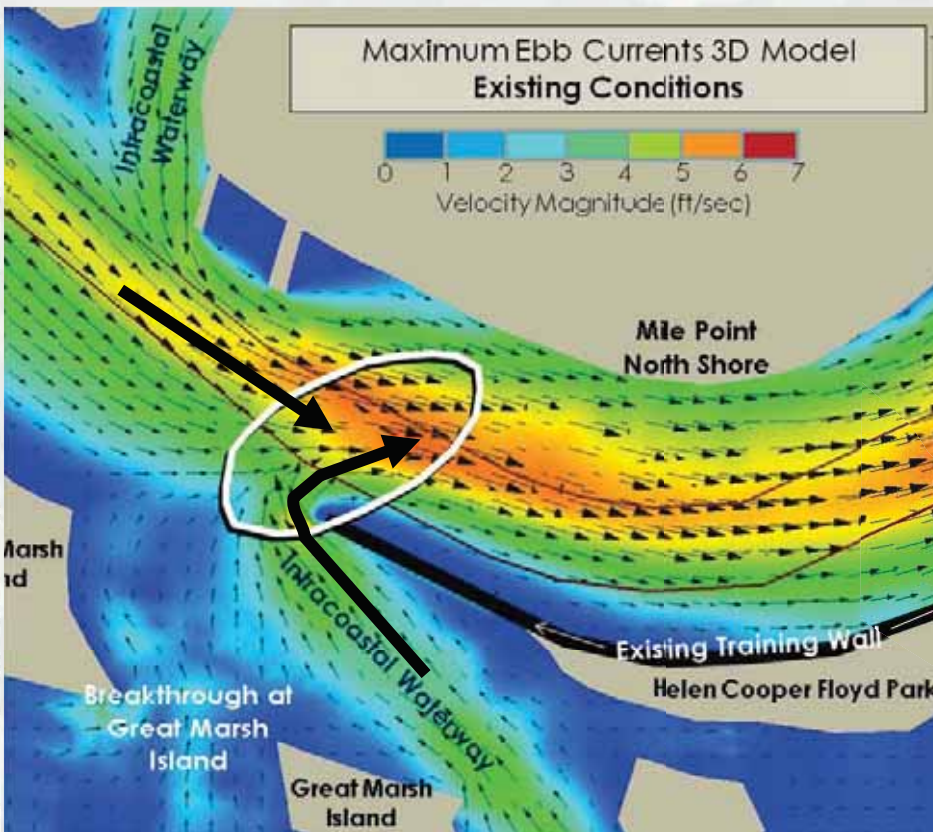 Maximum Ebb Currents 3D Model
Existing Conditions
0 1 2 3 4 5 6 7
Velocity Magnitude (ft/sec)
Intracoastal
Waterway
Mile Point
North Shore
Marsh
nd
Intracoastal Waterway
Existing Training Wall
Helen Cooper Floyd Park
Breakthrough at
Great Marsh
Island
Great Marsh
Island